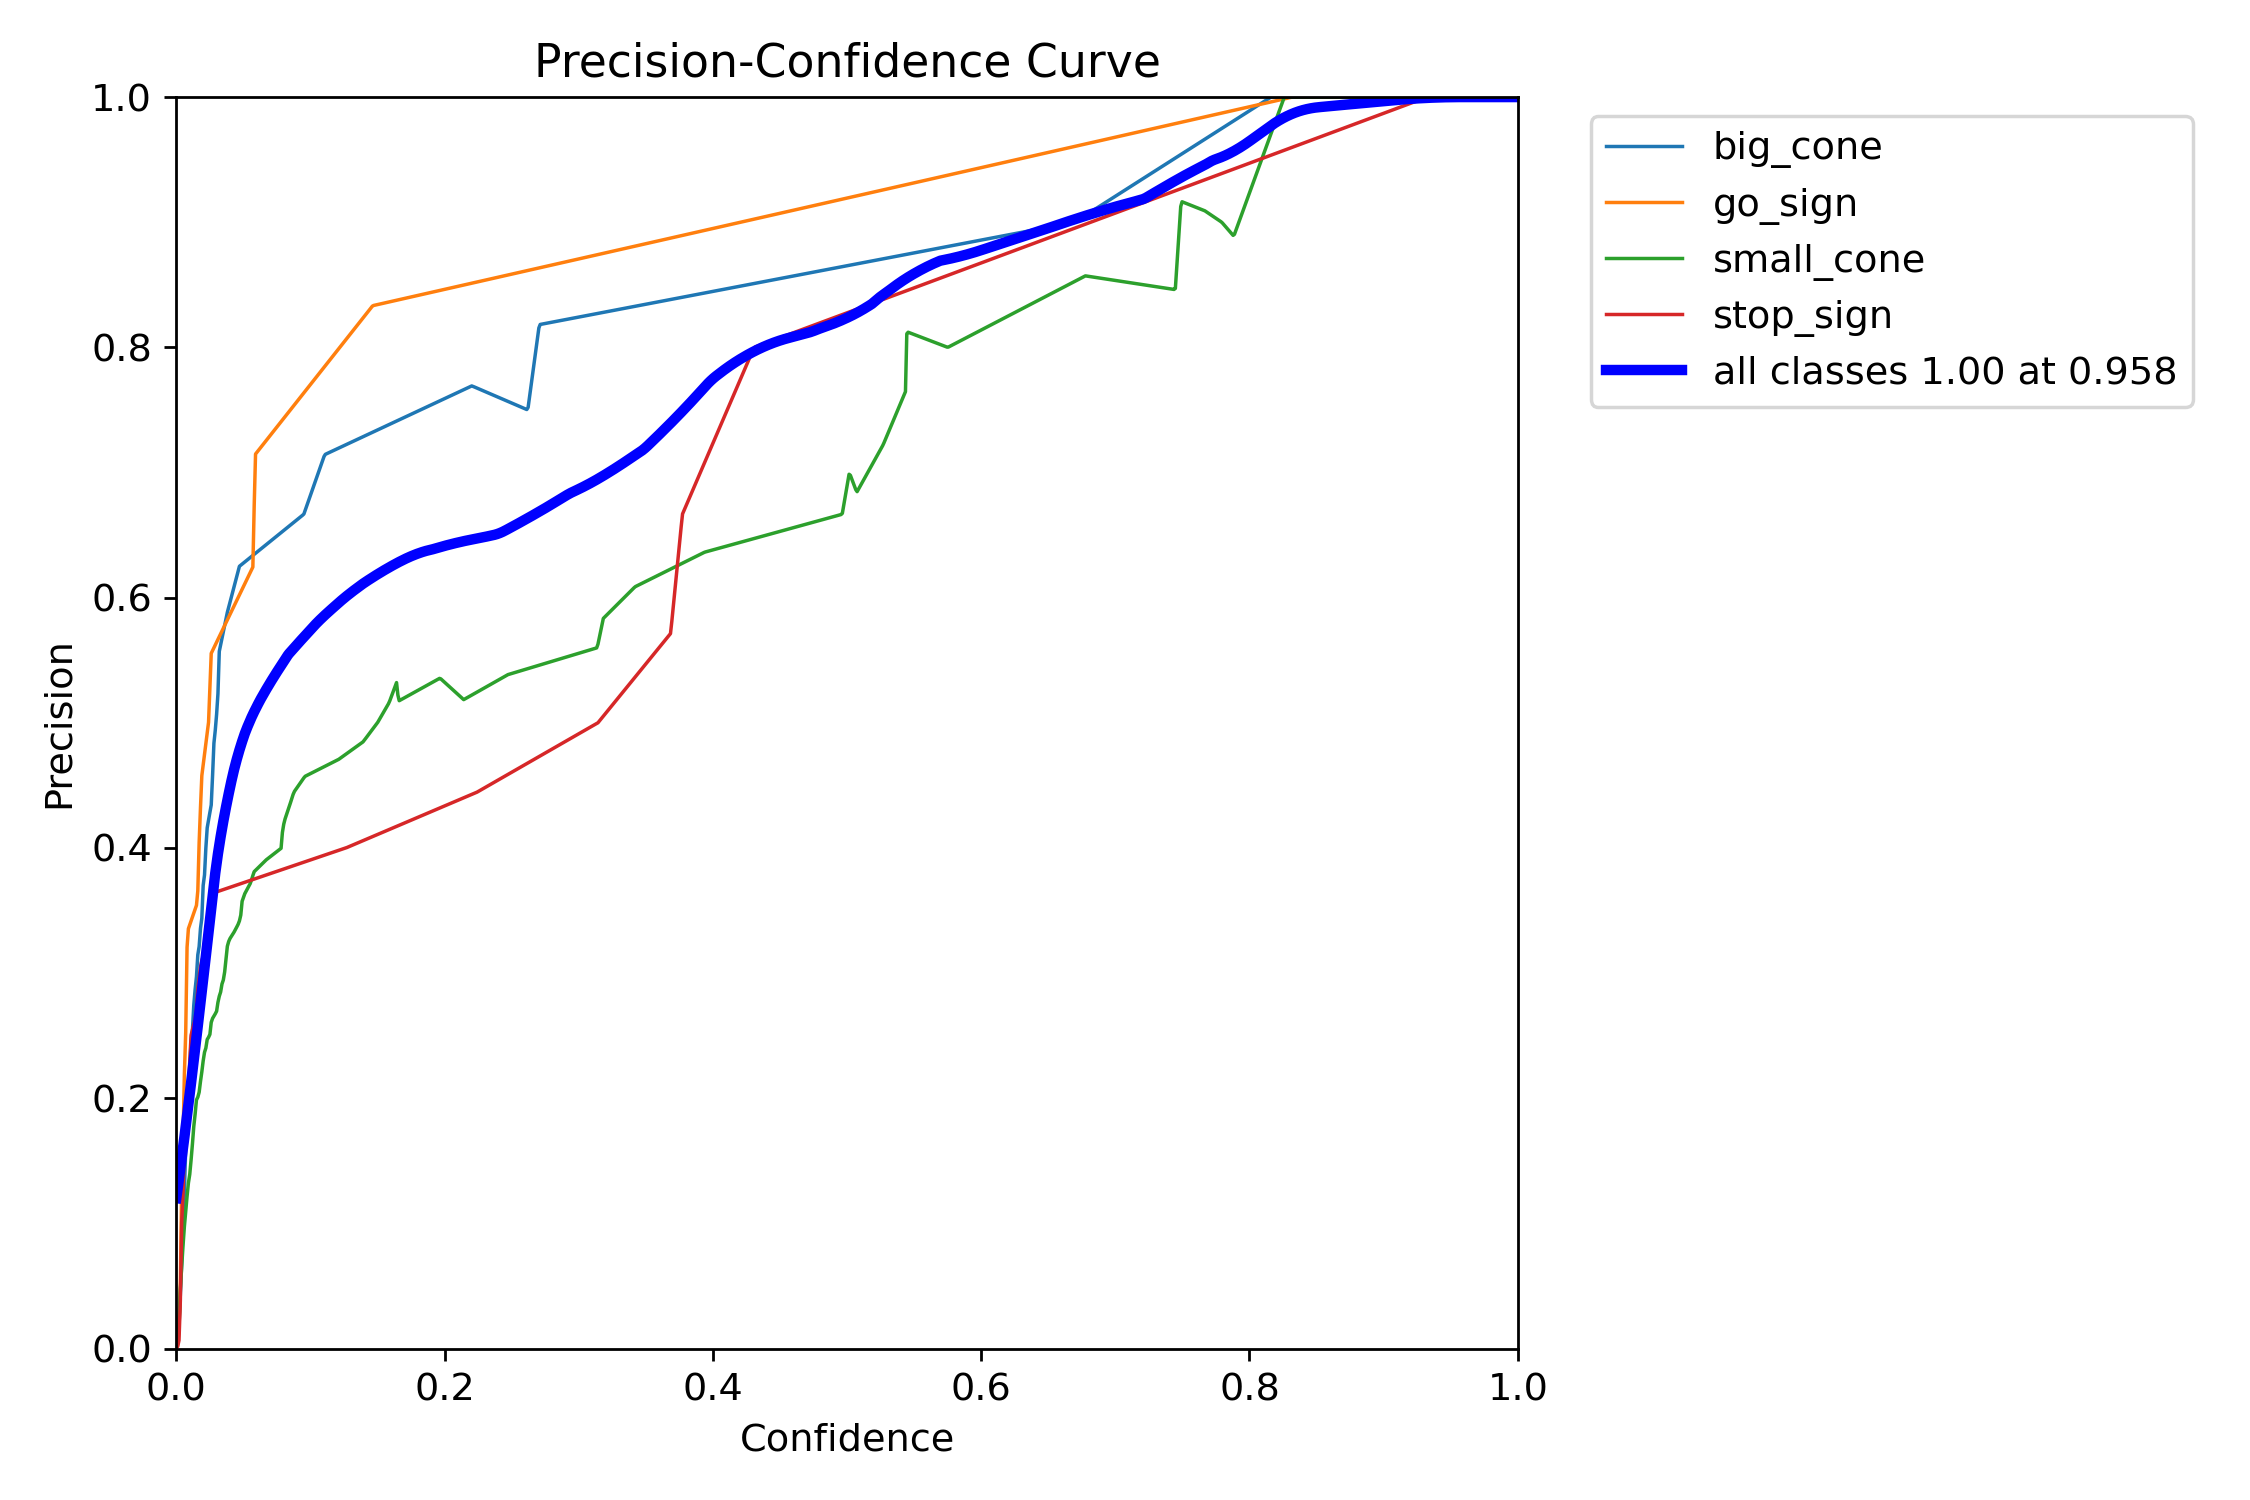 Precision-Confidence Curve
1.0
0.8
0.6
0.4
0.2
0.0
Precision
0.0 0.2 0.4 0.6 0.8 1.0
Confidence
big_cone
go_sign
small_cone
stop_sign
all classes 1.00 at 0.958